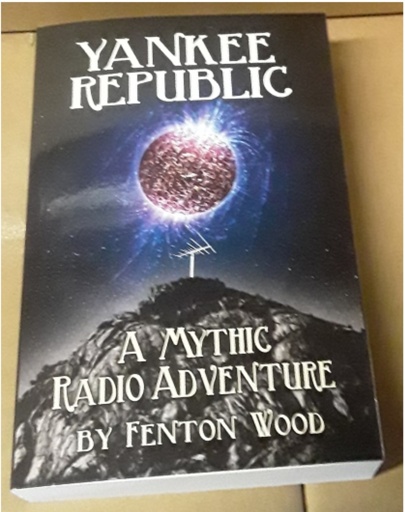 YANKEE
REPUBLIC
A MYTHIC
RADIO ADVENTURE
BY FENTON WOOD